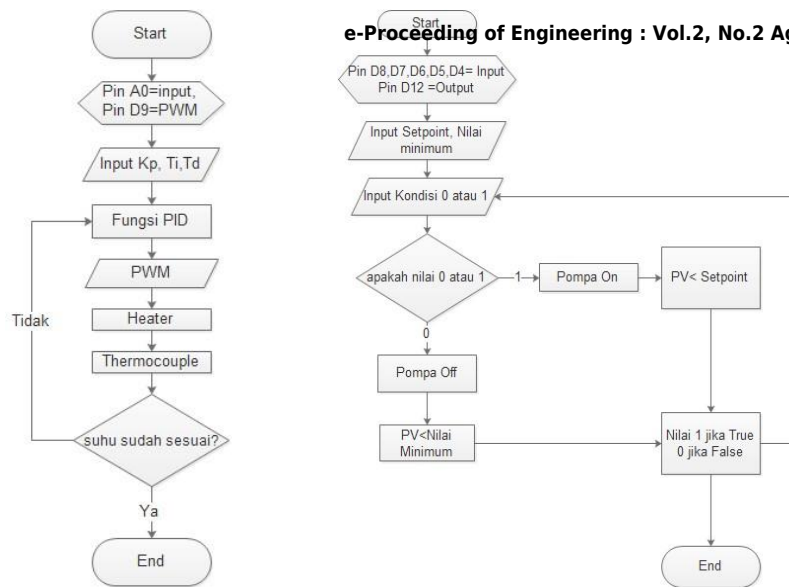 e-Proceeding of Engineering : Vol.2, No.2 Ag
Start
Pin A0=input,
Pin D9=PWM
Input Kp, Ti,Td
Fungsi PID
PWM
Heater
Thermocouple
suhu sudah sesuai?
Tidak
Ya
End
Start
Pin D8,D7,D6,D5,D4= Input
Pin D12 =Output
Input Setpoint, Nilai
minimum
Input Kondisi 0 atau 1
apakah nilai 0 atau 1
1
Pompa On
PV< Setpoint
0
Pompa Off
PV<Nilai
Minimum
Nilai 1 jika True
0 jika False
End